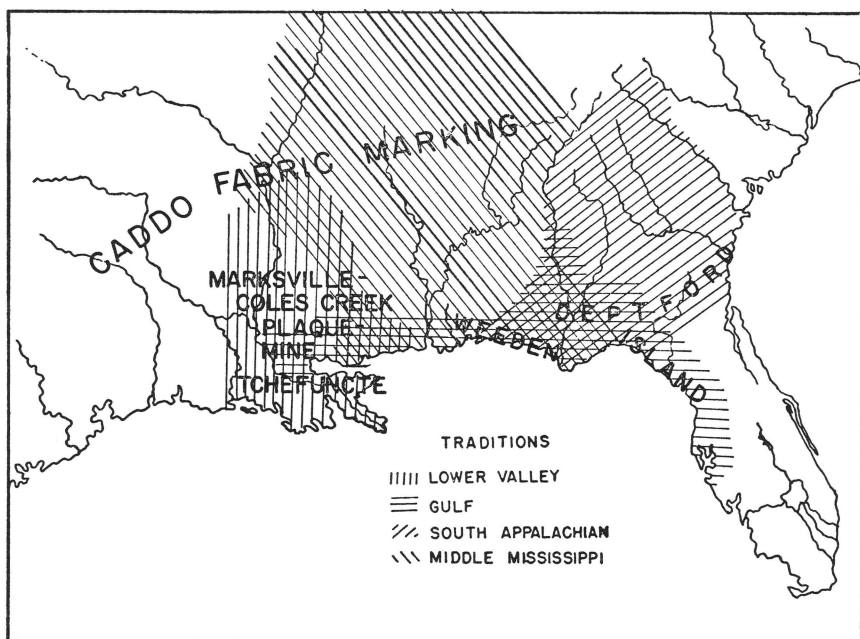 CADDO FABRIC MARKING
MARKSVILLE-
COLES CREEK
PLAQUE-
MINE
TCHEFUNCTE
WEEDEN ISLAND
DEPTFORD
TRADITIONS
LOWER VALLEY
GULF
SOUTH APPALACHIAN
MIDDLE MISSISSIPPI